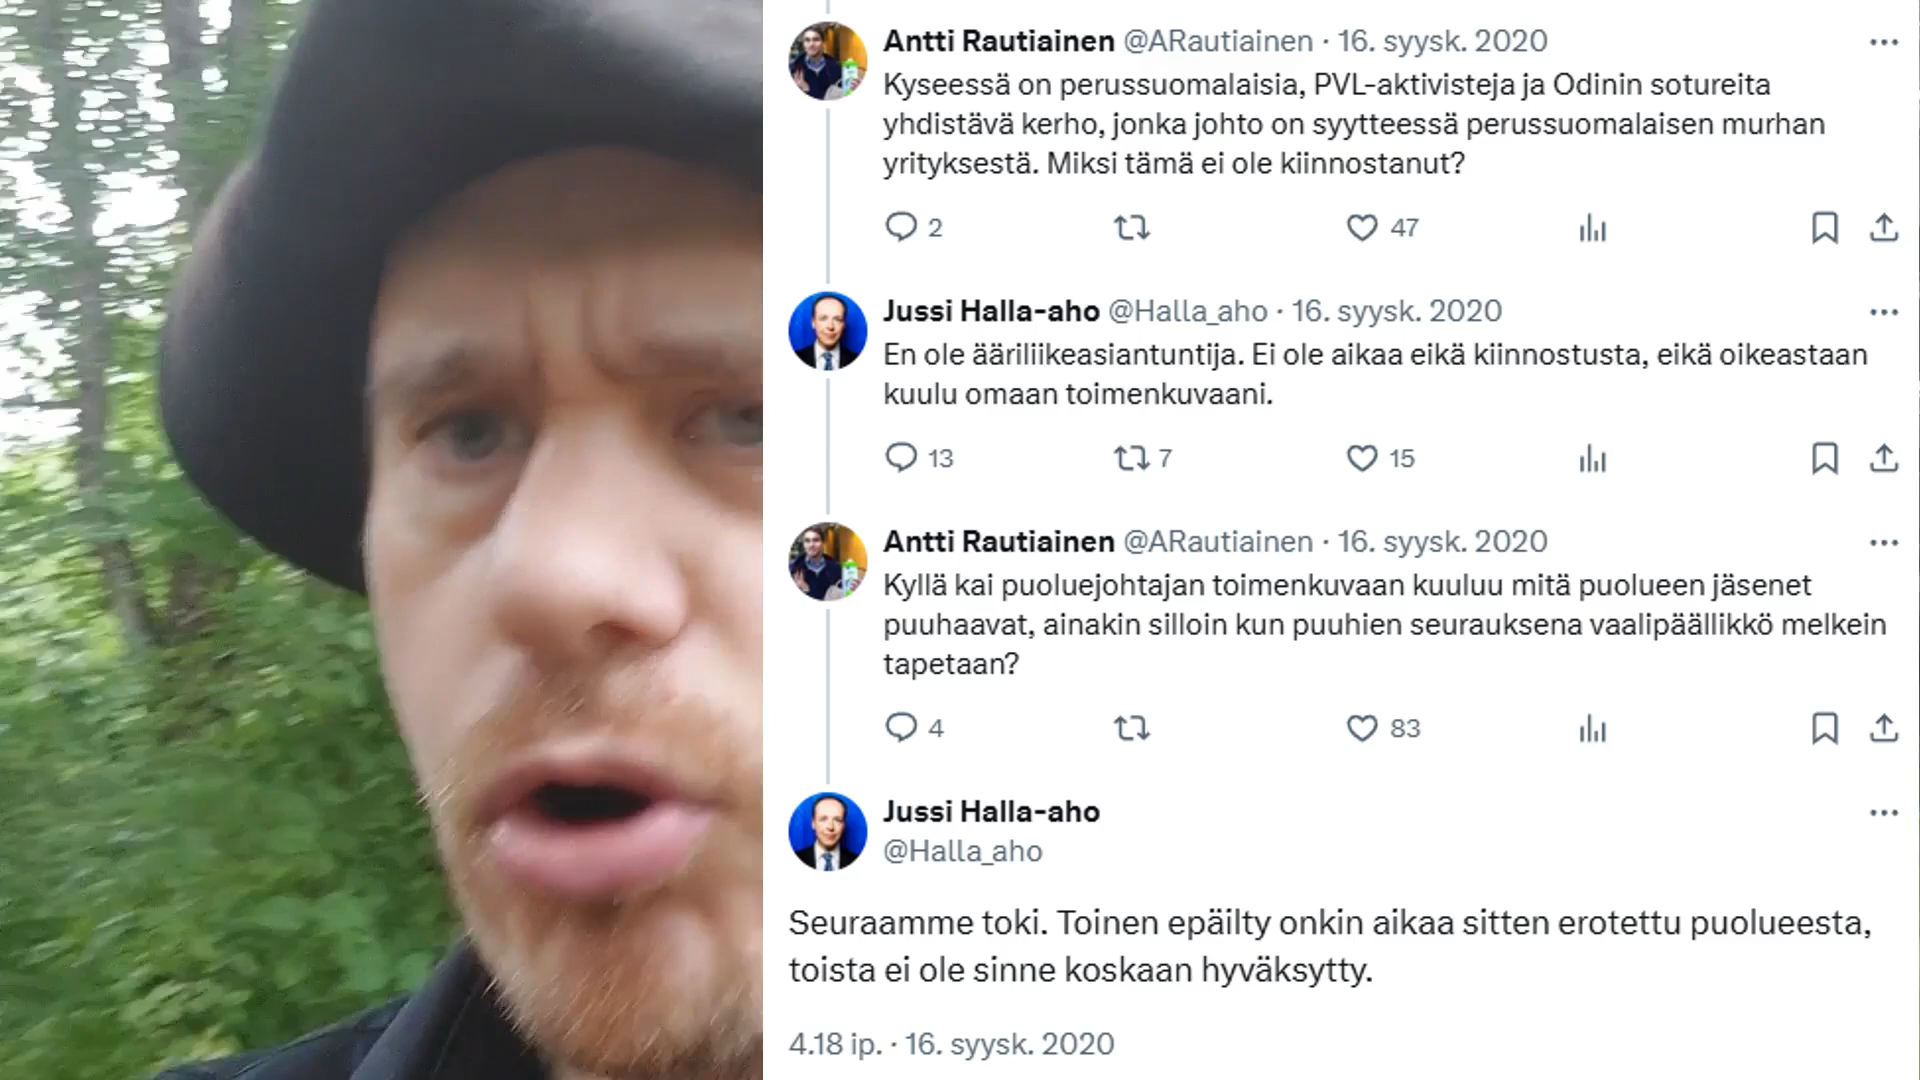 Antti Rautiainen @ARautiainen · 16. syysk. 2020
Kyseessä on perussuomalaisia, PVL-aktivisteja ja Odinin sotureita
yhdistävä kerho, jonka johto on syytteessä perussuomalaisen murhan
yrityksestä. Miksi tämä ei ole kiinnostanut?
2 47
Jussi Halla-aho @Halla_aho · 16. syysk. 2020
En ole ääriliikeasiantuntija. Ei ole aikaa eikä kiinnostusta, eikä oikeastaan
kuulu omaan toimenkuvaani.
13 7 15
Antti Rautiainen @ARautiainen · 16. syysk. 2020
Kyllä kai puoluejohtajan toimenkuvaan kuuluu mitä puolueen jäsenet
puuhaavat, ainakin silloin kun puuhien seurauksena vaalipäällikkö melkein
tapetaan?
4 83
Jussi Halla-aho
@Halla_aho
Seuraamme toki. Toinen epäilty onkin aikaa sitten erotettu puolueesta,
toista ei ole sinne koskaan hyväksytty.
4.18 ip. · 16. syysk. 2020